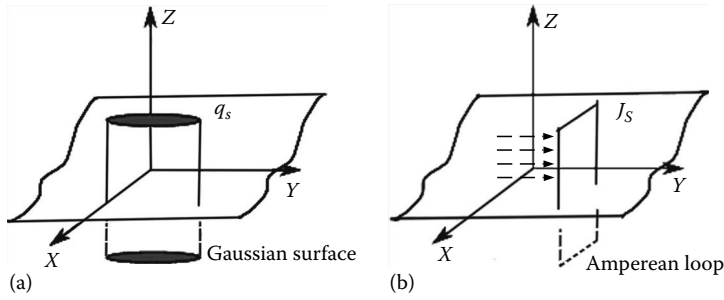 Z
q_s
Y
X
Gaussian surface
(a)
Z
J_S
Y
X
Amperean loop
(b)